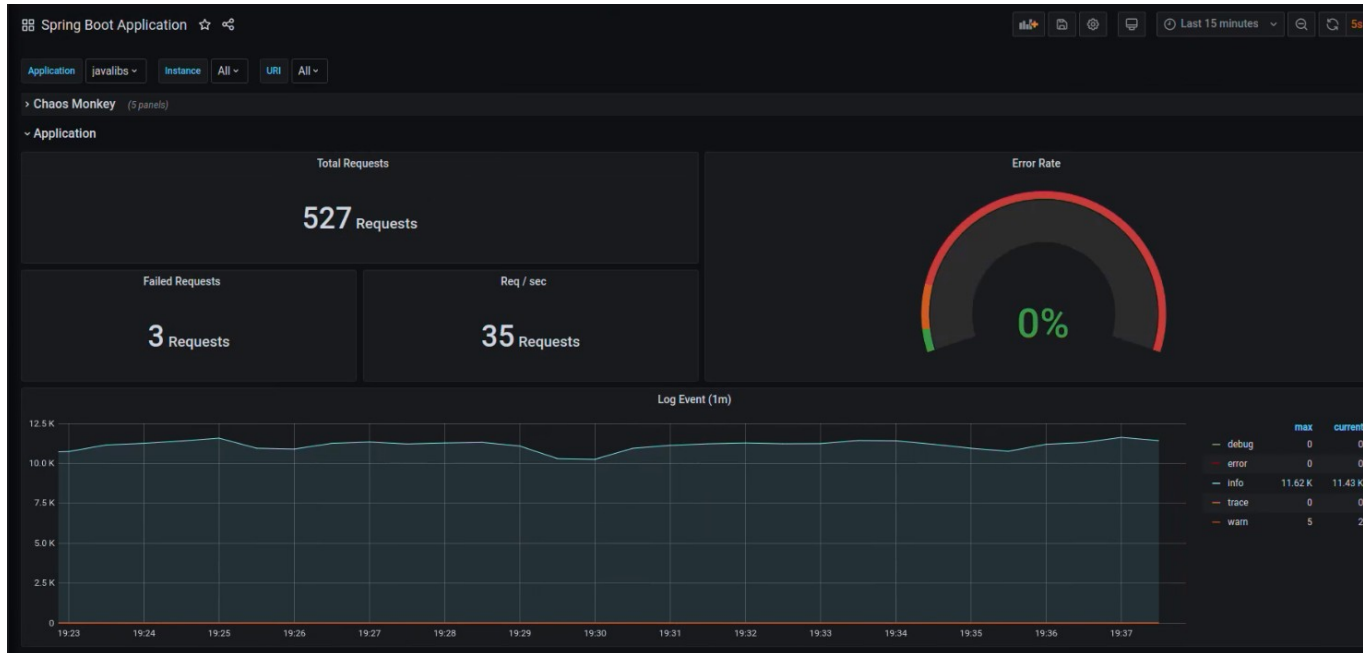 Spring Boot Application
Last 15 minutes
5s
Application javalibs Instance All URI All
Chaos Monkey (5 panels)
Application
Total Requests
527 Requests
Error Rate
0%
Failed Requests
3 Requests
Req / sec
35 Requests
Log Event (1m)
12.5 K
10.0 K
7.5 K
5.0 K
2.5 K
0
19:23 19:24 19:25 19:26 19:27 19:28 19:29 19:30 19:31 19:32 19:33 19:34 19:35 19:36 19:37
max current
debug 0 0
error 0 0
info 11.62 K 11.43 K
trace 0 0
warn 5 2